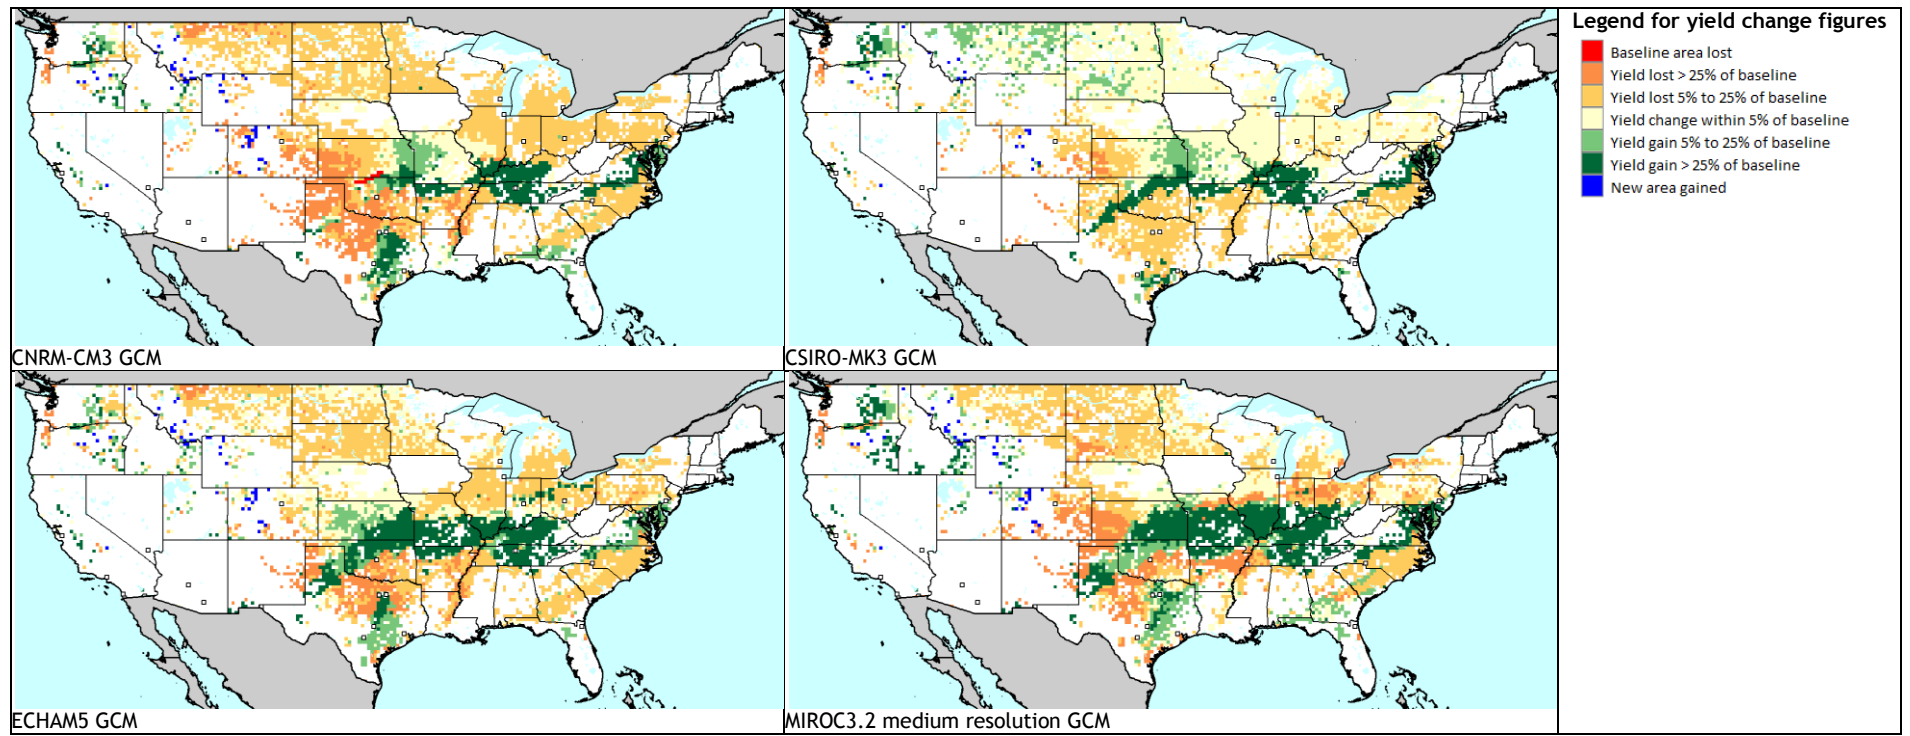 Legend for yield change figures
Baseline area lost
Yield lost > 25% of baseline
Yield lost 5% to 25% of baseline
Yield change within 5% of baseline
Yield gain 5% to 25% of baseline
Yield gain > 25% of baseline
New area gained
CNRM-CM3 GCM
CSIRO-MK3 GCM
ECHAM5 GCM
MIROC3.2 medium resolution GCM